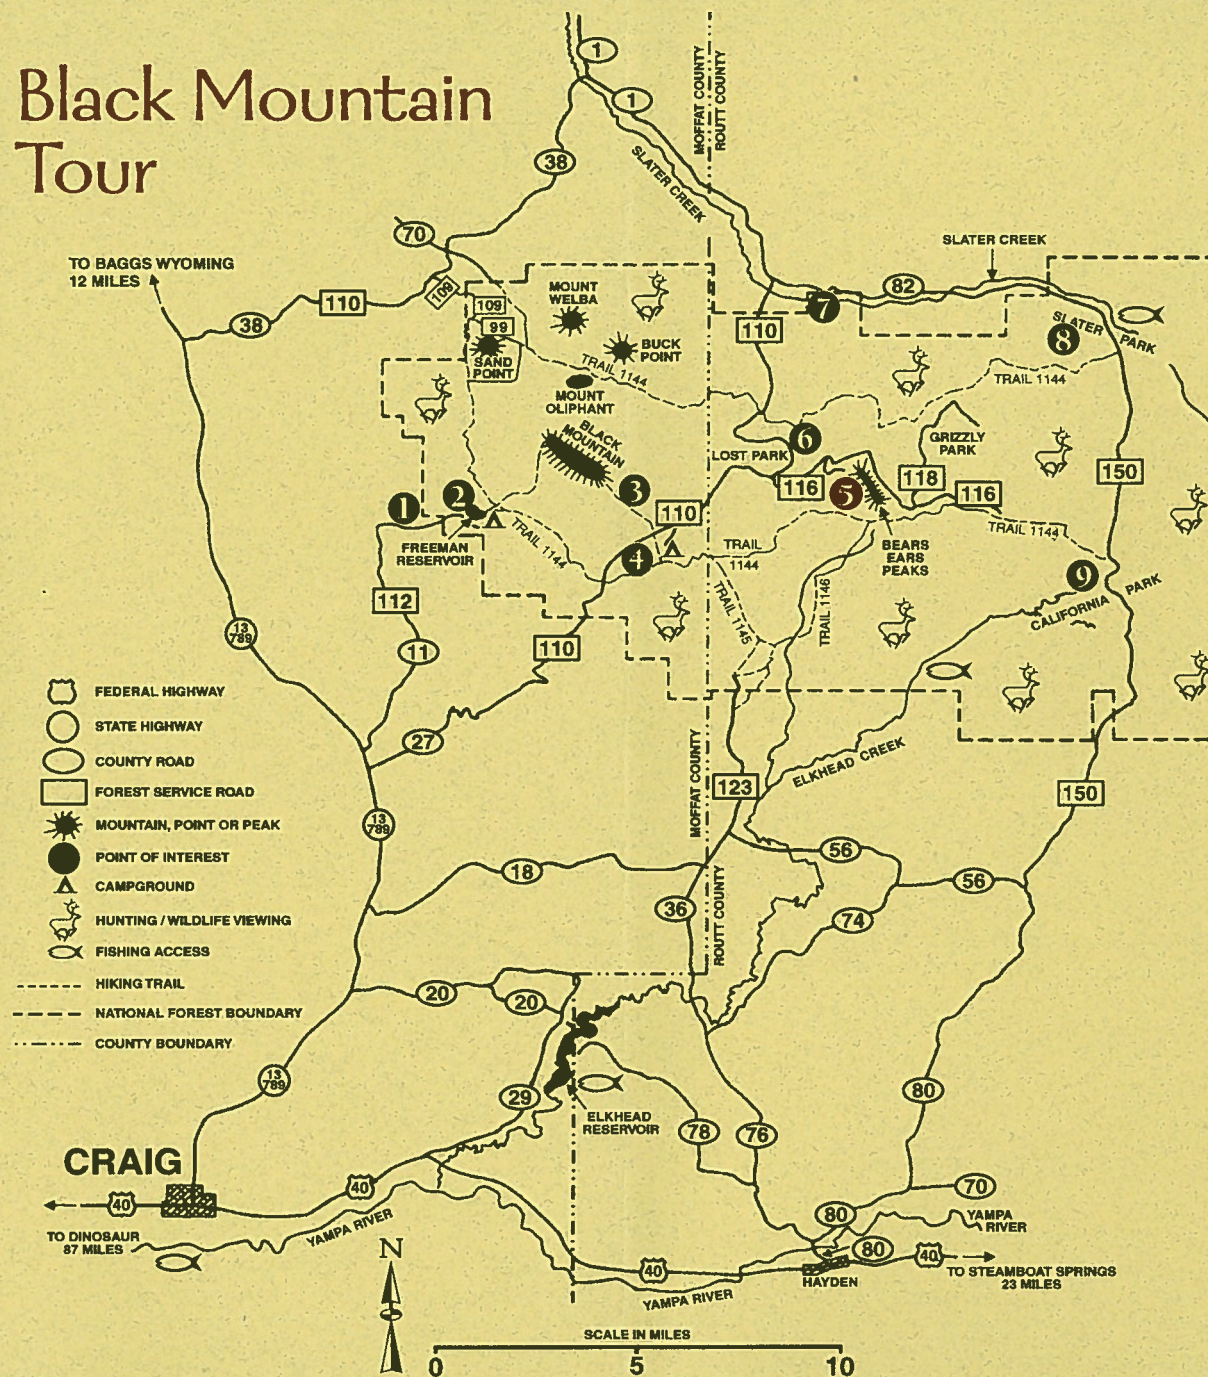 Black Mountain
Tour
1
MOFFAT COUNTY
ROUTT COUNTY
1
SLATER CREEK
38
70
TO BAGGS WYOMING
12 MILES
SLATER CREEK
109
110
38
109
99
SAND
POINT
MOUNT
WELBA
BUCK
POINT
TRAIL 1144
MOUNT
OLIPHANT
BLACK
MOUNTAIN
82
7
110
8
SLATER PARK
TRAIL 1144
6
LOST PARK
GRIZZLY
PARK
116
5
118
116
150
1
2
3
110
FREEMAN
RESERVOIR
TRAIL 1144
4
TRAIL
1144
BEARS
EARS
PEAKS
TRAIL 1144
9
CALIFORNIA PARK
112
TRAIL 1145
TRAIL 1146
13
789
11
110
27
FEDERAL HIGHWAY
STATE HIGHWAY
COUNTY ROAD
FOREST SERVICE ROAD
MOUNTAIN, POINT OR PEAK
POINT OF INTEREST
CAMPGROUND
HUNTING / WILDLIFE VIEWING
FISHING ACCESS
HIKING TRAIL
NATIONAL FOREST BOUNDARY
COUNTY BOUNDARY
13
789
MOFFAT COUNTY
ROUTT COUNTY
123
ELKHEAD CREEK
150
18
56
56
36
74
20
20
13
789
29
ELKHEAD
RESERVOIR
78
76
80
CRAIG
40
40
TO DINOSAUR
87 MILES
YAMPA RIVER
70
80
YAMPA
RIVER
80
40
HAYDEN
40
TO STEAMBOAT SPRINGS
23 MILES
YAMPA RIVER
N
SCALE IN MILES
0 5 10